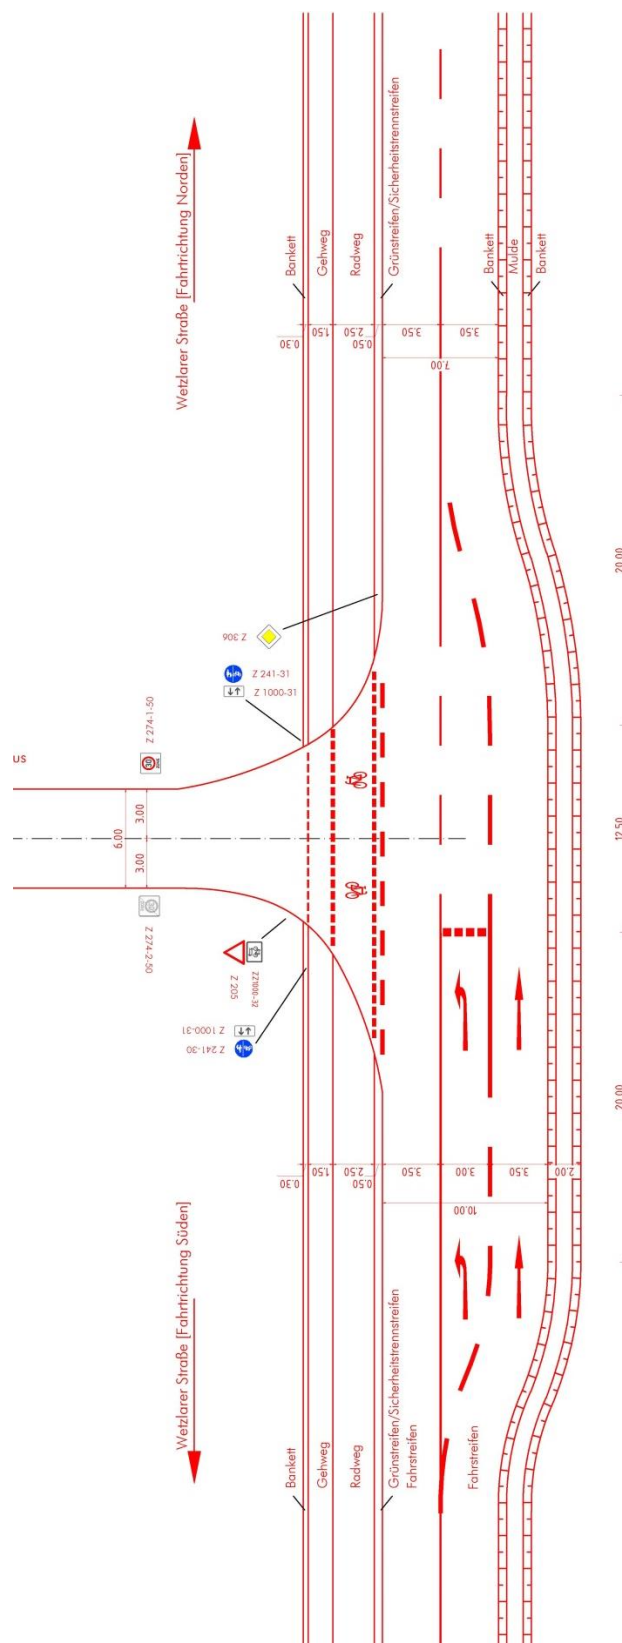 Wetzlarer Straße [Fahrtrichtung Norden]
Bankett
Gehweg
Radweg
Grünstreifen/Sicherheitstrennstreifen
Bankett
Mulde
Bankett
0.30
1.50
2.50
0.50
3.50
3.50
7.00
20.00
Z 306
Z 241-31
Z 1000-31
Z 274-1-50
30
us
6.00
3.00
3.00
12.50
Z 274-2-50
Z 205
ZZ1000-32
Z 1000-31
Z 241-30
20.00
0.30
1.50
2.50
0.50
3.50
3.00
3.50
2.00
10.00
Wetzlarer Straße [Fahrtrichtung Süden]
Bankett
Gehweg
Radweg
Grünstreifen/Sicherheitstrennstreifen
Fahrstreifen
Fahrstreifen